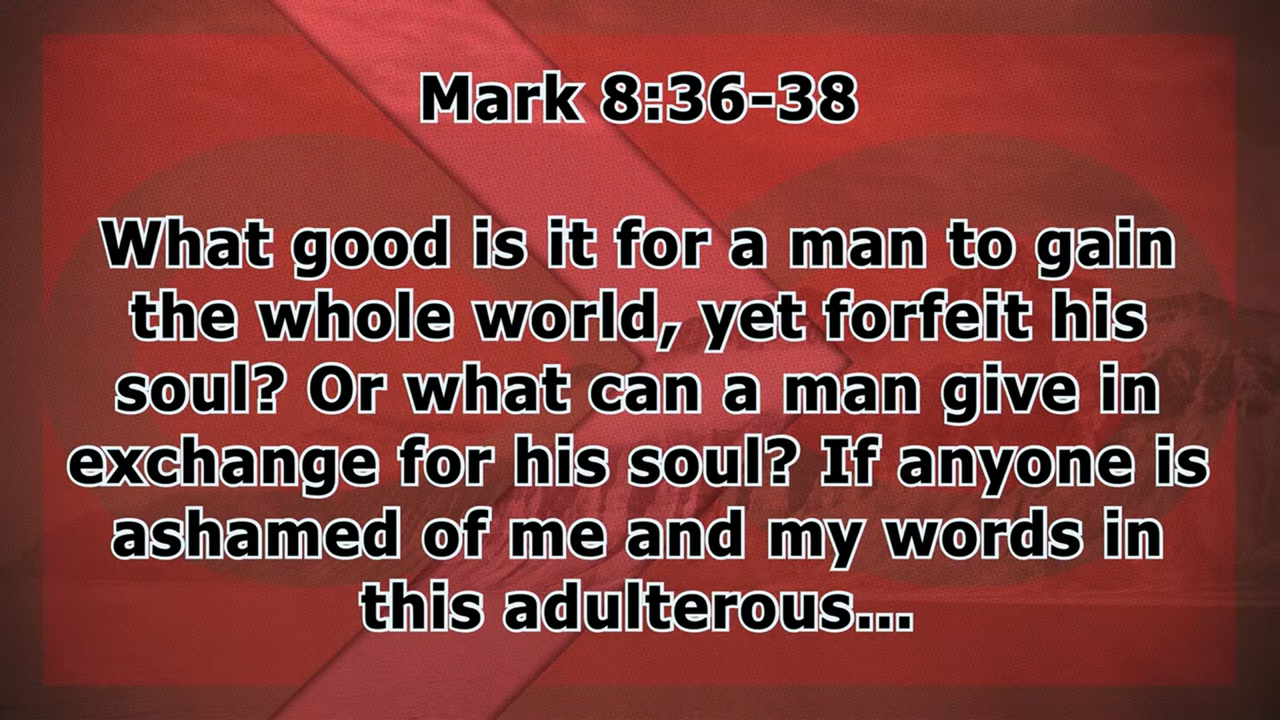 Mark 8:36-38
What good is it for a man to gain
the whole world, yet forfeit his
soul? Or what can a man give in
exchange for his soul? If anyone is
ashamed of me and my words in
this adulterous...